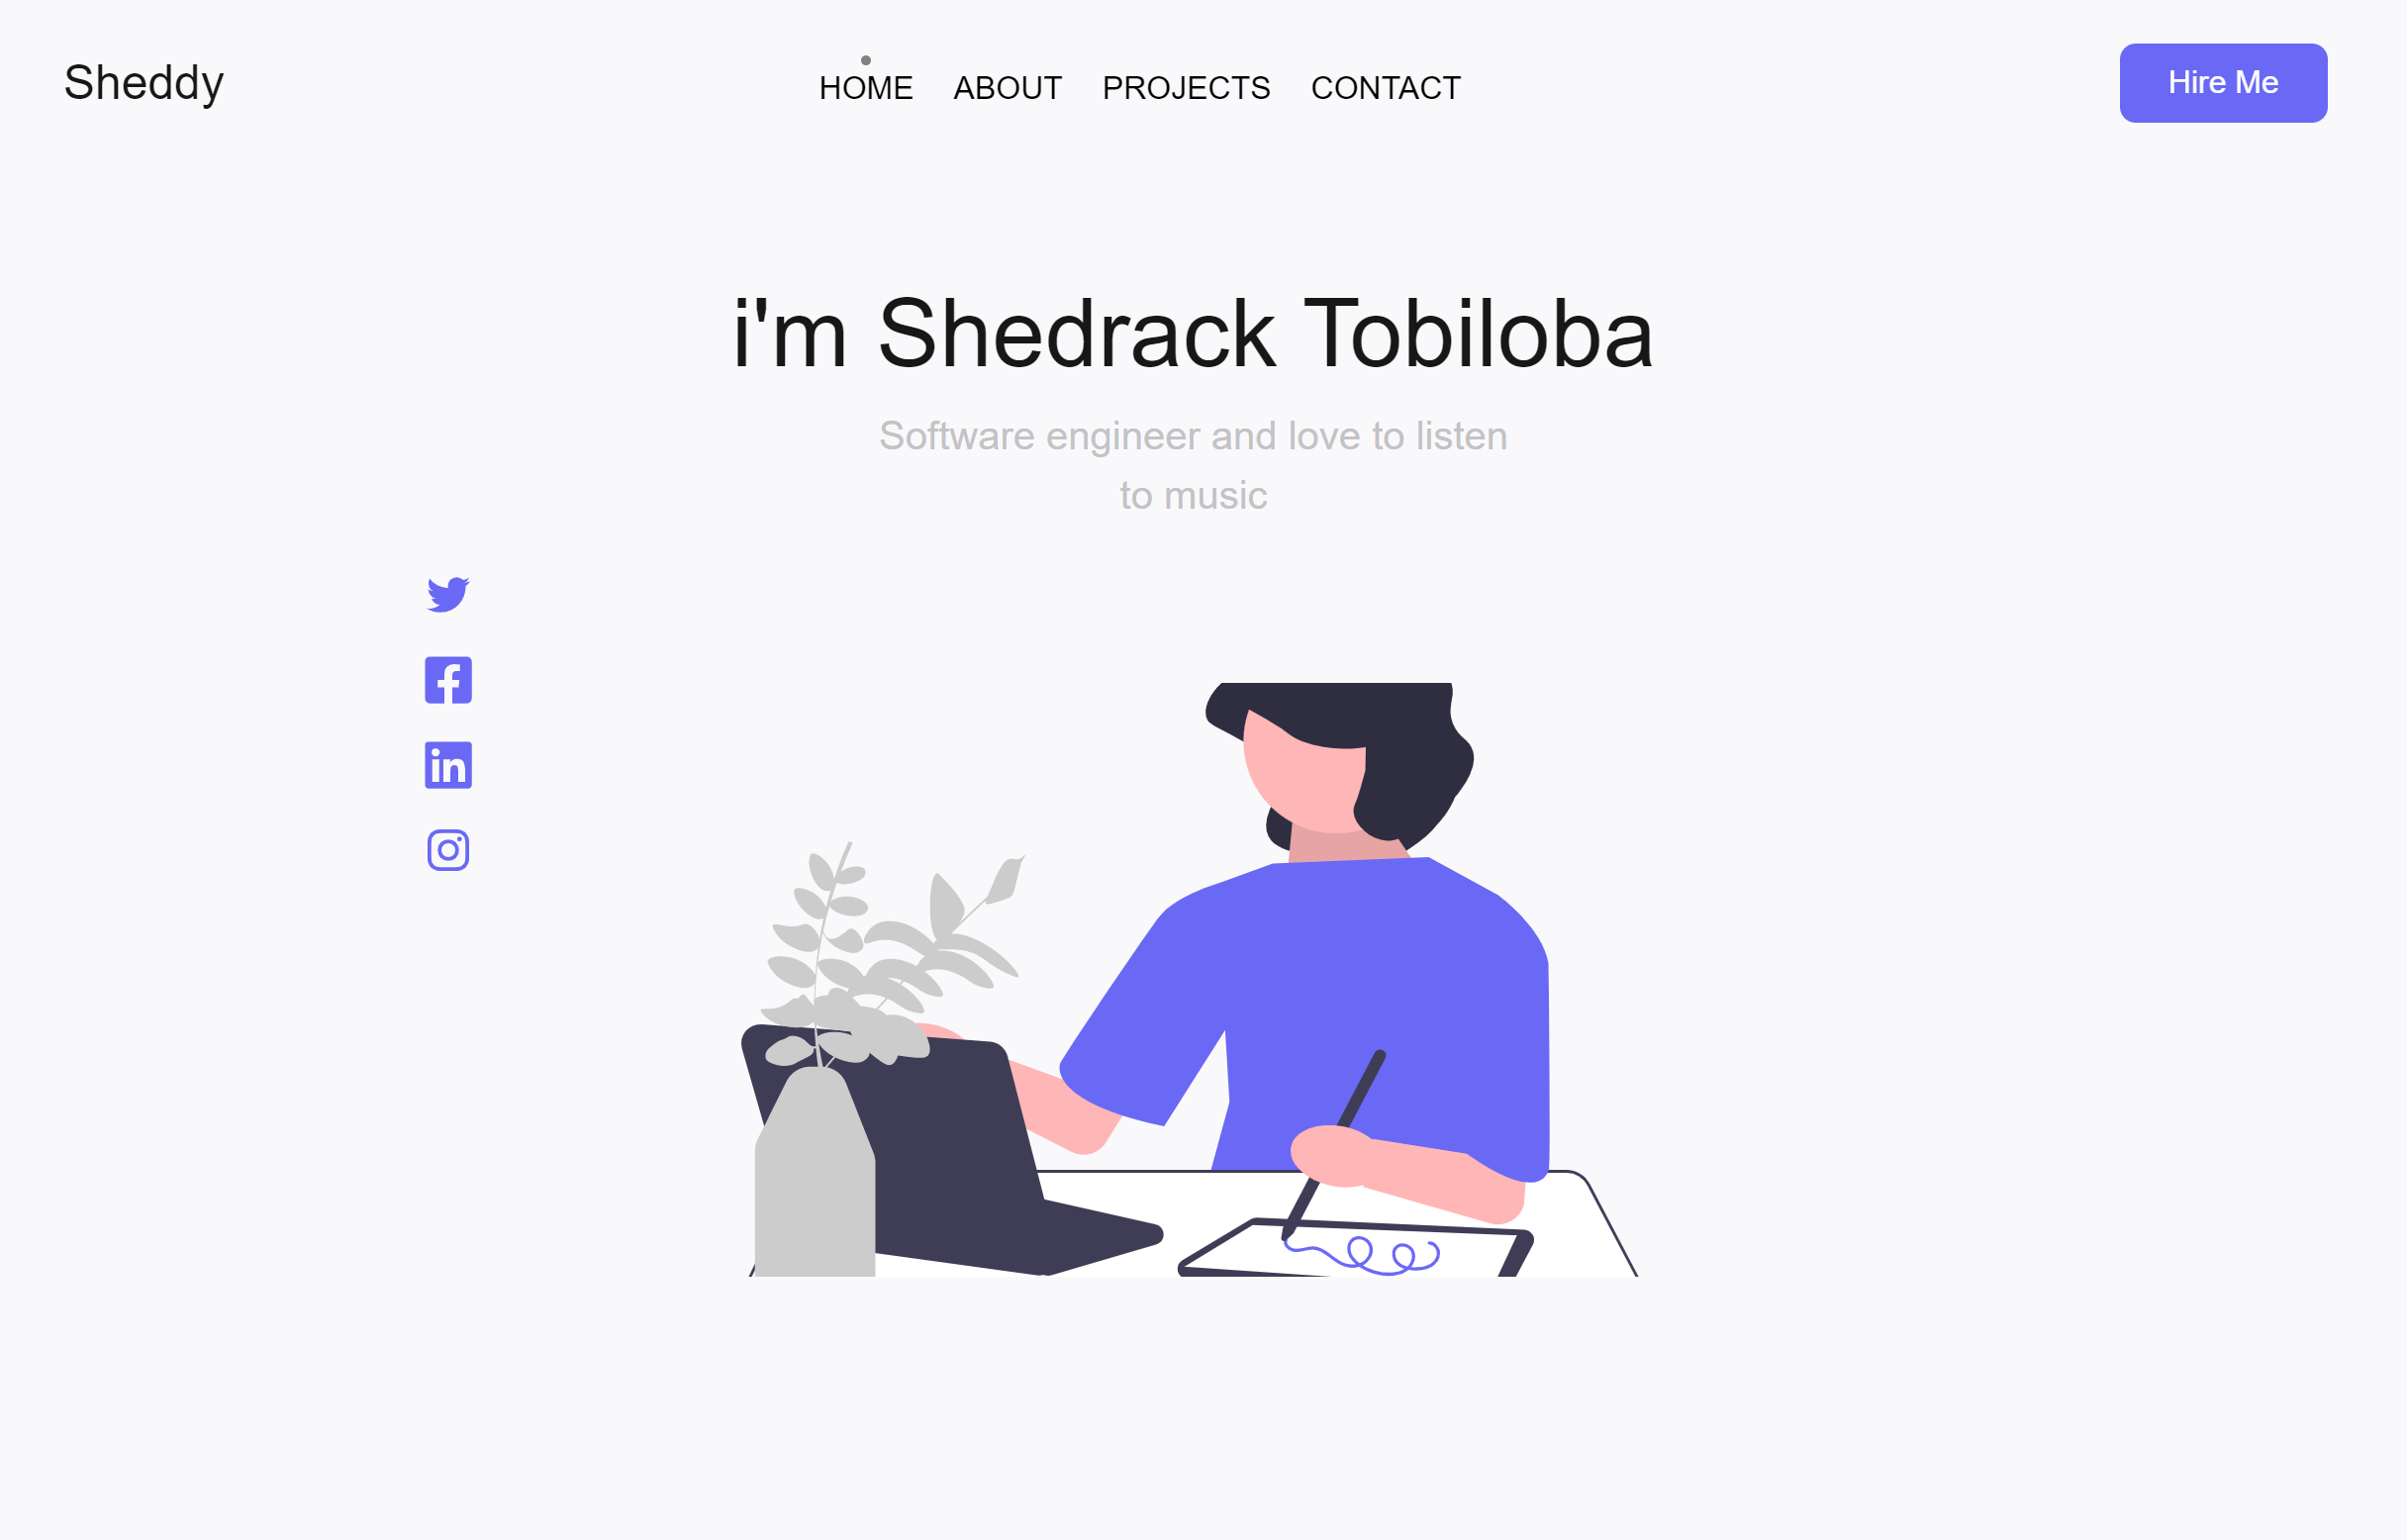 Sheddy
HOME ABOUT PROJECTS CONTACT
Hire Me
i'm Shedrack Tobiloba
Software engineer and love to listen
to music